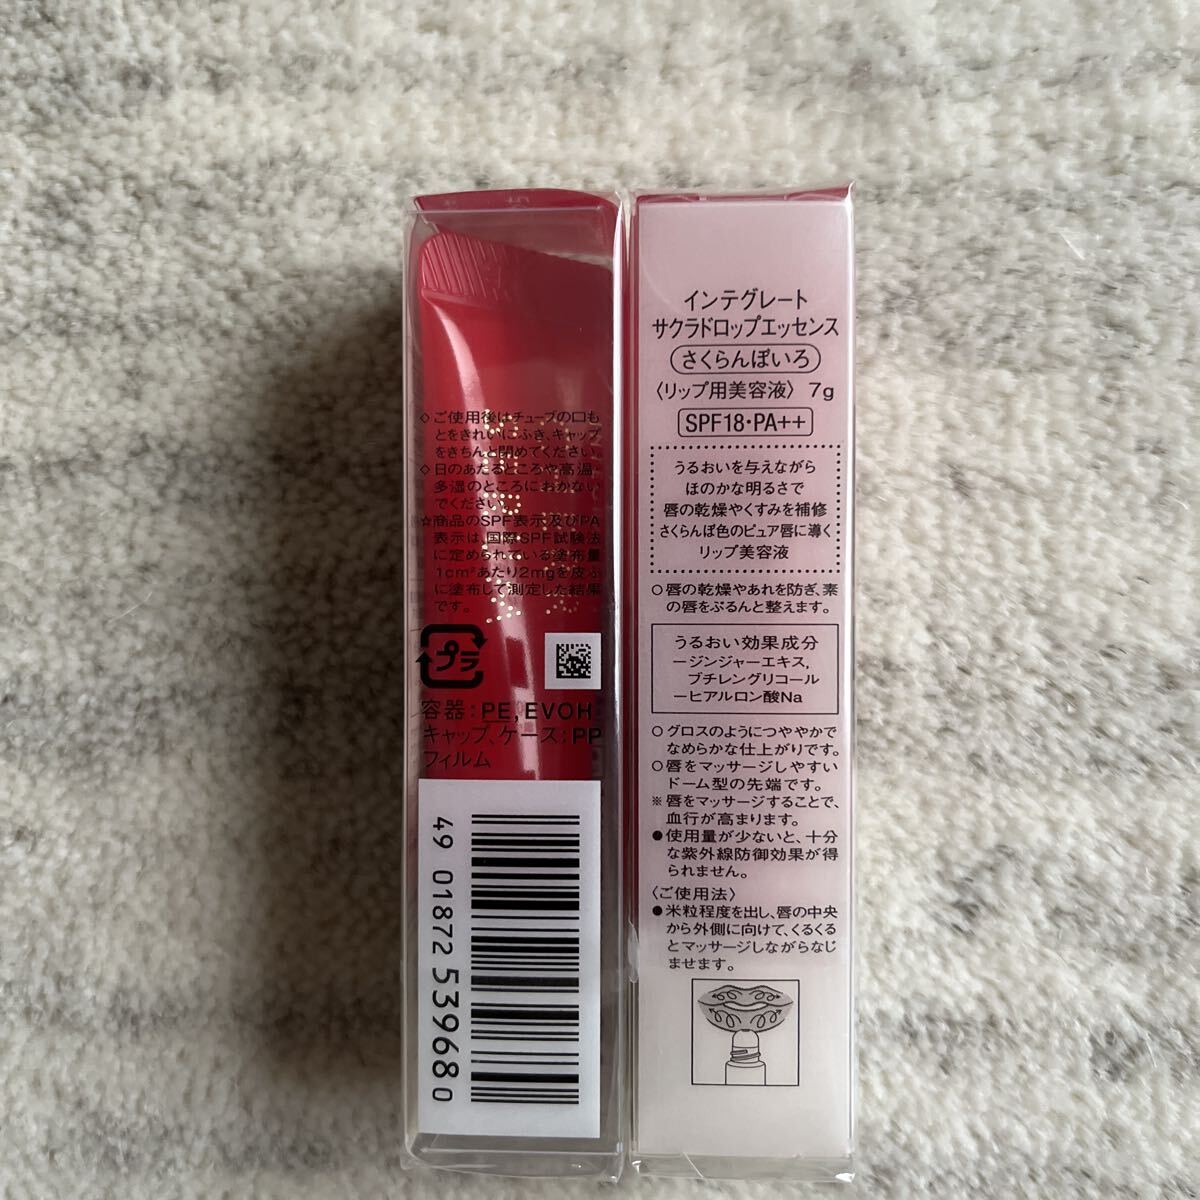 ◇ご使用後はチューブの口も
とをきれいにふき、キャップ
をきちんと閉めてください。
◇日のあたるところや高温・
多湿のところにおかない
でください。
☆商品のSPF表示及びPA
表示は、国際SPF試験法
に定められている塗布量
1cm²あたり2mgを皮ふ
に塗布して測定した結果
です。
プラ
容器:PE,EVOH
キャップ、ケース:PP
フィルム
49 01872 539680
インテグレート
サクラドロップエッセンス
さくらんぼいろ
〈リップ用美容液〉 7g
SPF18・PA++
うるおいを与えながら
ほのかな明るさで
唇の乾燥やくすみを補修
さくらんぼ色のピュア唇に導く
リップ美容液
○唇の乾燥やあれを防ぎ、素
の唇をぷるんと整えます。
うるおい効果成分
ージンジャーエキス,
ブチレングリコール
ーヒアルロン酸Na
○グロスのようにつややかで
なめらかな仕上がりです。
○唇をマッサージしやすい
ドーム型の先端です。
※唇をマッサージすることで、
血行が高まります。
●使用量が少ないと、十分
な紫外線防御効果が得
られません。
〈ご使用法〉
●米粒程度を出し、唇の中央
から外側に向けて、くるくる
とマッサージしながらなじ
ませます。